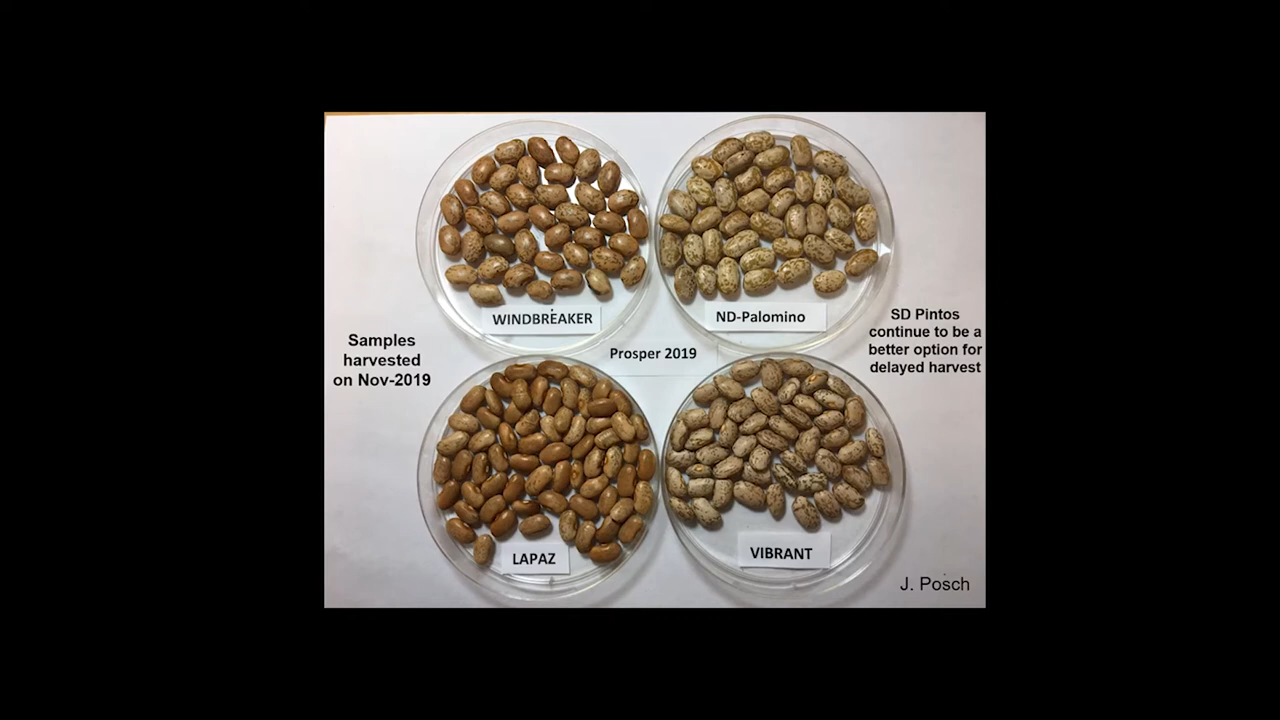 WINDBREAKER
ND-Palomino
Samples
harvested
on Nov-2019
Prosper 2019
SD Pintos
continue to be a
better option for
delayed harvest
LAPAZ
VIBRANT
J. Posch